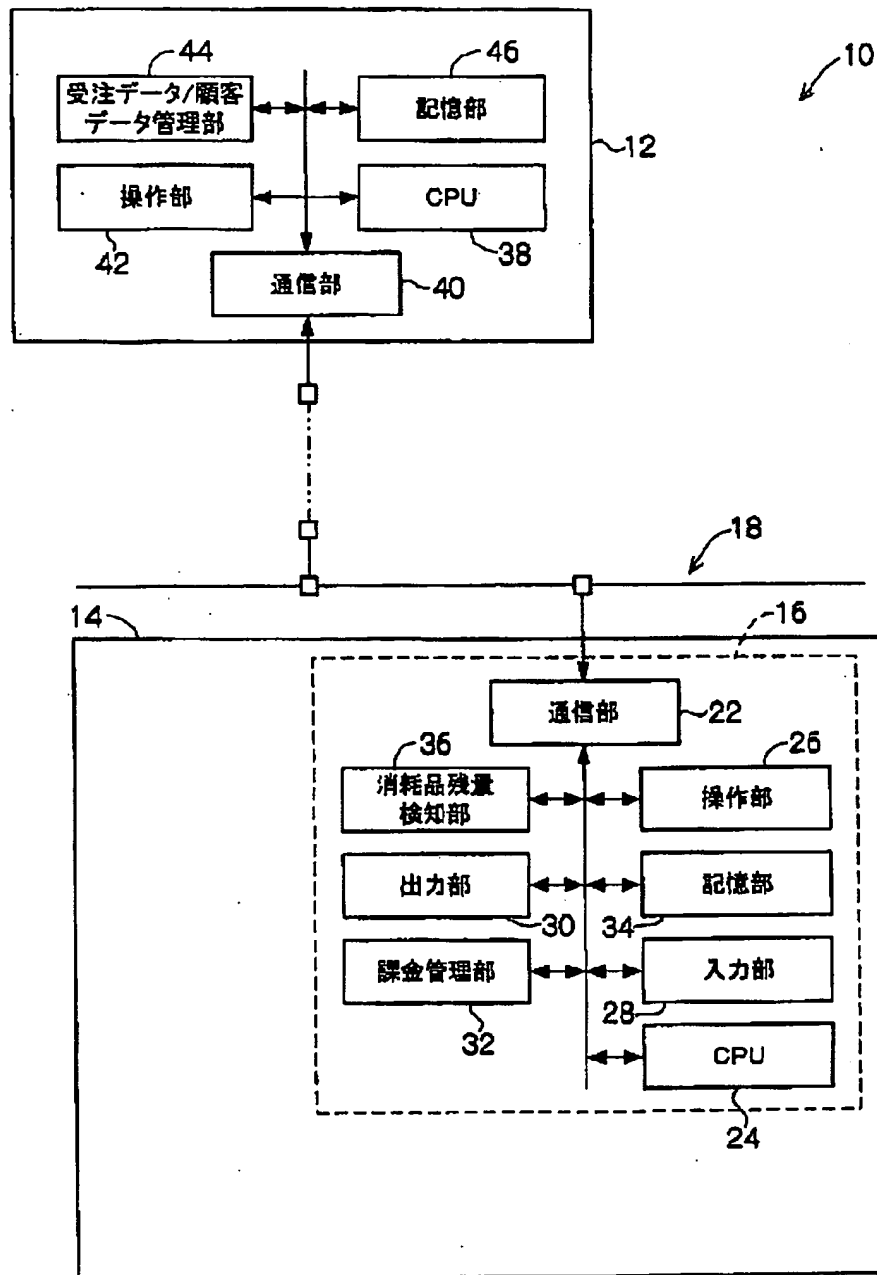 44
46
10
受注データ/顧客
データ管理部
記憶部
12
操作部
CPU
42
38
通信部
40
18
14
16
通信部
22
36
26
消耗品残量
検知部
操作部
出力部
記憶部
30
34
課金管理部
入力部
32
28
CPU
24